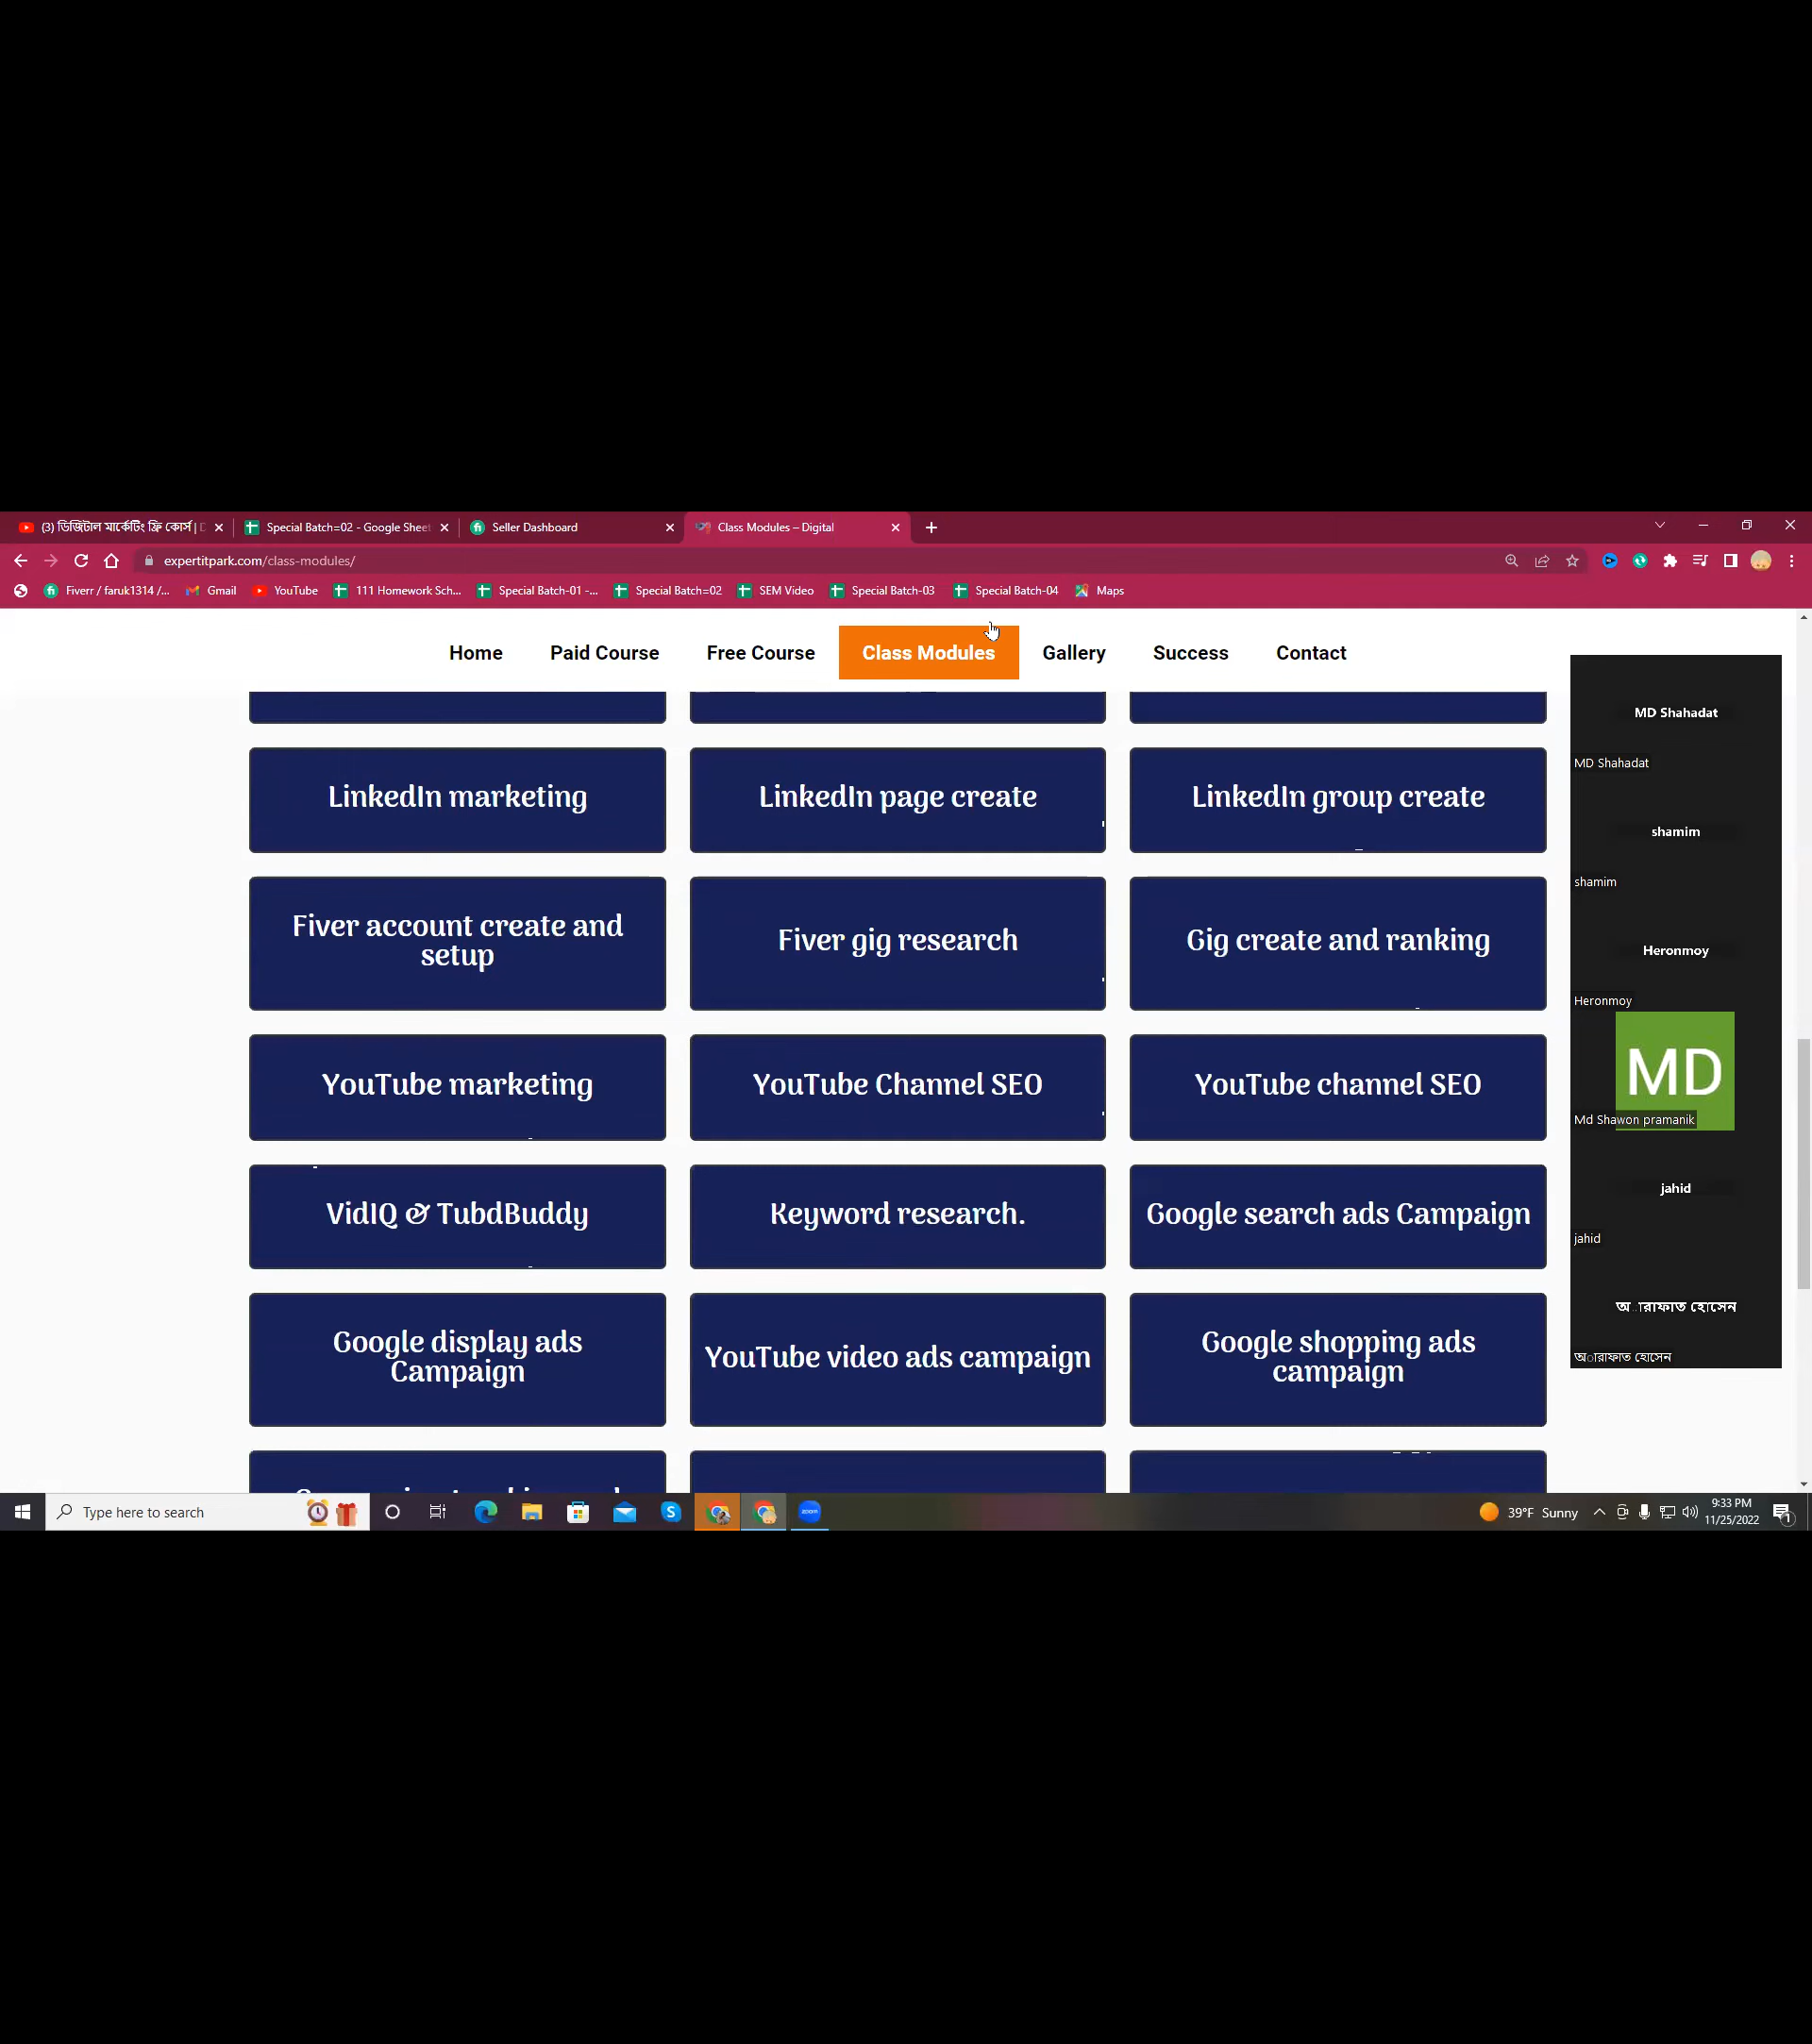 (3) ডিজিটাল মার্কেটিং ফ্রি কোর্স | D
Special Batch=02 - Google Sheet
Seller Dashboard
Class Modules – Digital
expertitpark.com/class-modules/
Fiverr / faruk1314 /...
Gmail
YouTube
111 Homework Sch...
Special Batch-01 -...
Special Batch=02
SEM Video
Special Batch-03
Special Batch-04
Maps
Home
Paid Course
Free Course
Class Modules
Gallery
Success
Contact
LinkedIn marketing
LinkedIn page create
LinkedIn group create
Fiver account create and
setup
Fiver gig research
Gig create and ranking
YouTube marketing
YouTube Channel SEO
YouTube channel SEO
VidIQ & TubdBuddy
Keyword research.
Google search ads Campaign
Google display ads
Campaign
YouTube video ads campaign
Google shopping ads
campaign
MD Shahadat
MD Shahadat
shamim
shamim
Heronmoy
Heronmoy
MD
Md Shawon pramanik
jahid
jahid
অারাফাত হোসেন
অারাফাত হোসেন
Type here to search
zoom
39°F Sunny
9:33 PM
11/25/2022
1